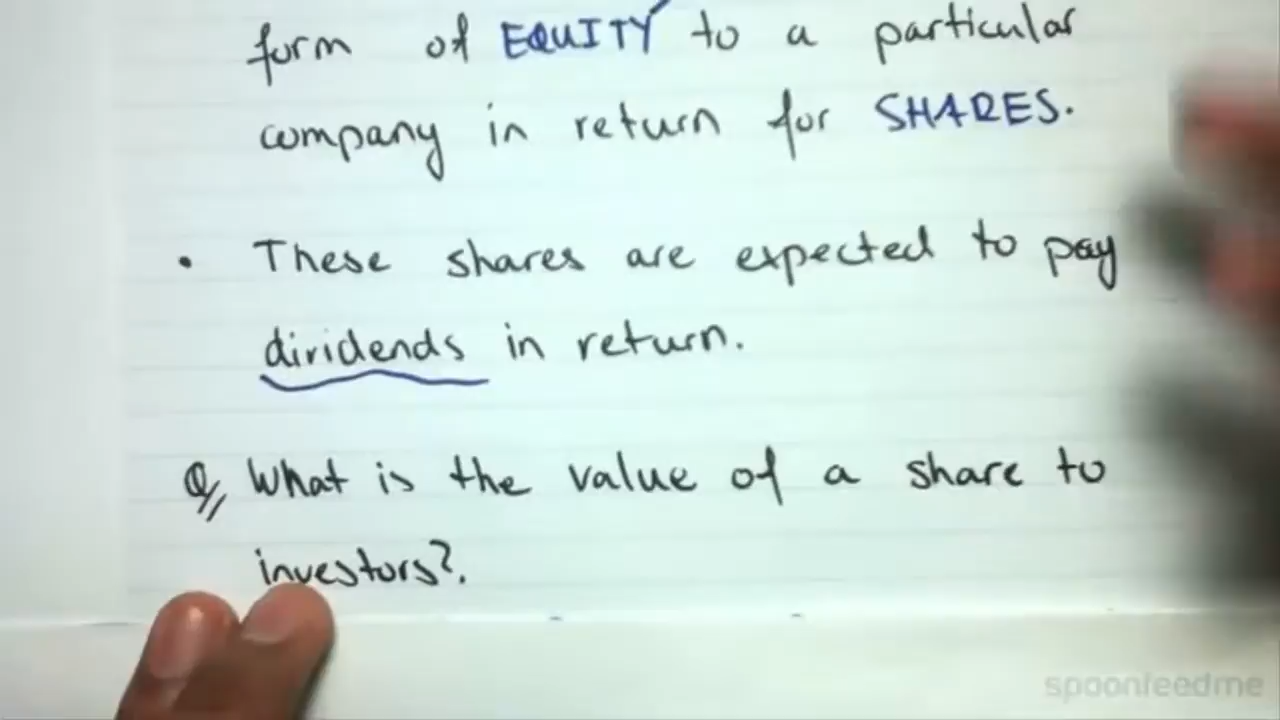 form of EQUITY to a particular
company in return for SHARES.
• These shares are expected to pay
dividends in return.
Q// What is the value of a share to
investors?.
spoonfeedme